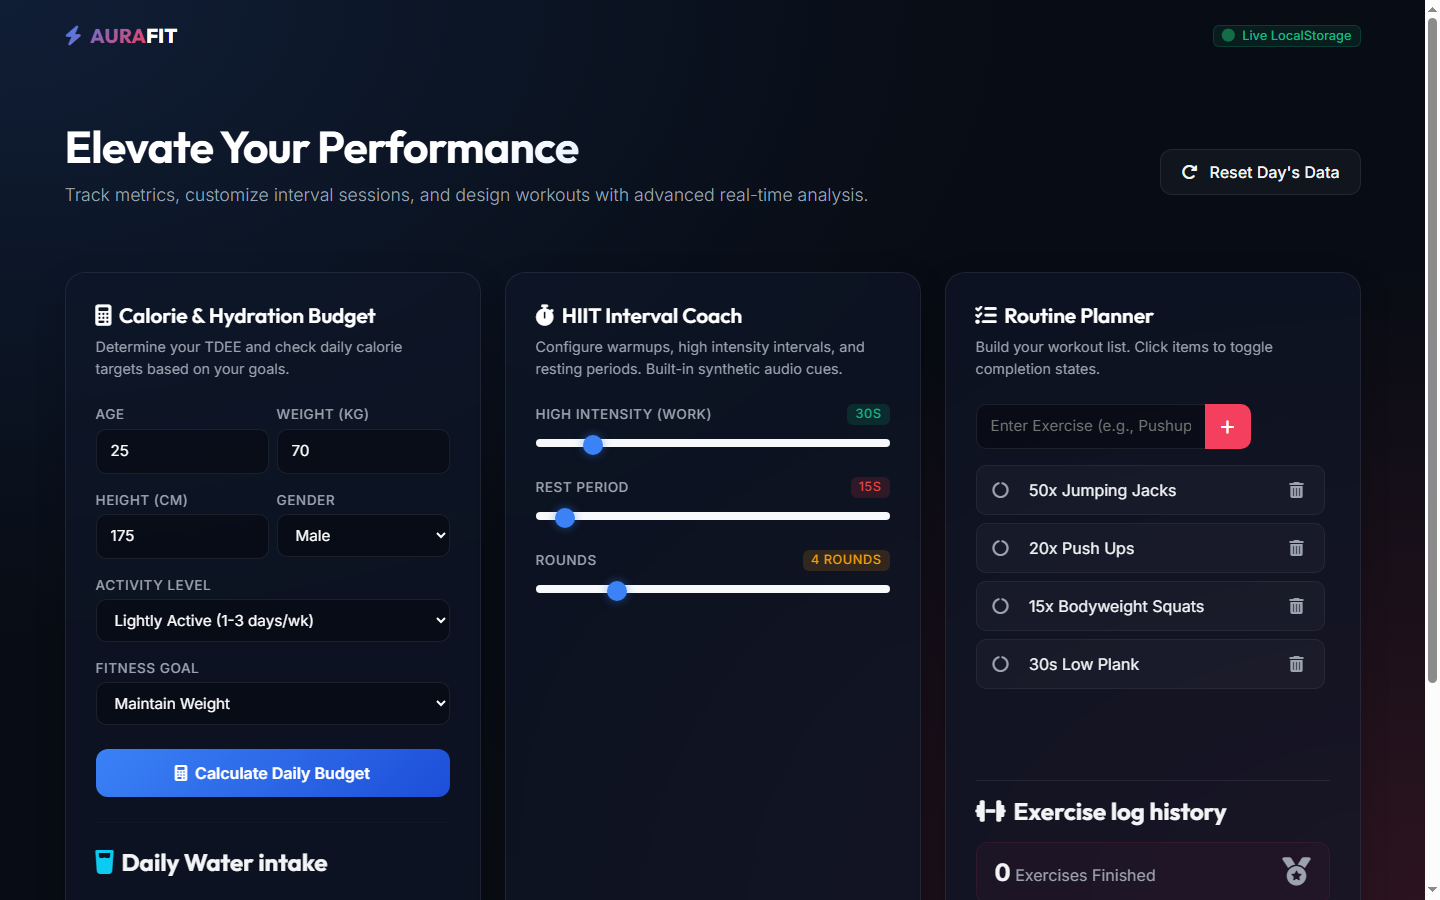 AURAFIT
Live LocalStorage
Elevate Your Performance
Track metrics, customize interval sessions, and design workouts with advanced real-time analysis.
Reset Day's Data
Calorie & Hydration Budget
Determine your TDEE and check daily calorie
targets based on your goals.
AGE
WEIGHT (KG)
25
70
HEIGHT (CM)
GENDER
175
Male
ACTIVITY LEVEL
Lightly Active (1-3 days/wk)
FITNESS GOAL
Maintain Weight
Calculate Daily Budget
Daily Water intake
HIIT Interval Coach
Configure warmups, high intensity intervals, and
resting periods. Built-in synthetic audio cues.
HIGH INTENSITY (WORK)
30S
REST PERIOD
15S
ROUNDS
4 ROUNDS
Routine Planner
Build your workout list. Click items to toggle
completion states.
Enter Exercise (e.g., Pushup
+
50x Jumping Jacks
20x Push Ups
15x Bodyweight Squats
30s Low Plank
Exercise log history
0 Exercises Finished